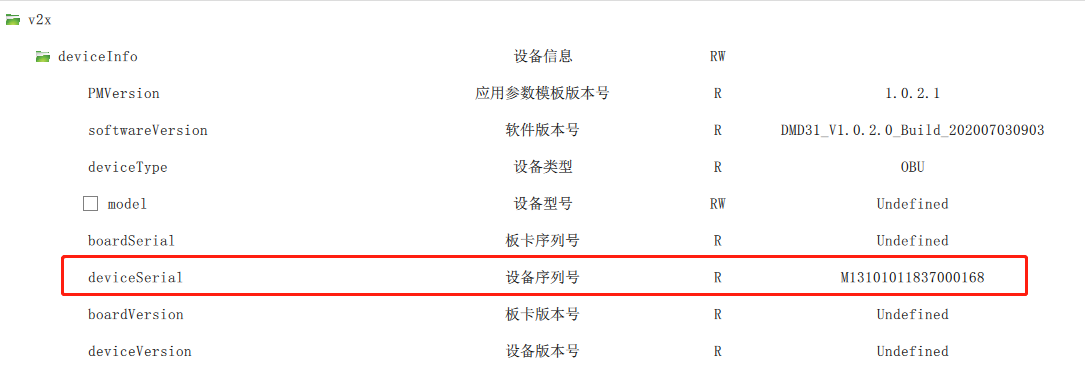 v2x
deviceInfo 设备信息 RW
PMVersion 应用参数模板版本号 R 1.0.2.1
softwareVersion 软件版本号 R DMD31_V1.0.2.0_Build_202007030903
deviceType 设备类型 R OBU
model 设备型号 RW Undefined
boardSerial 板卡序列号 R Undefined
deviceSerial 设备序列号 R M13101011837000168
boardVersion 板卡版本号 R Undefined
deviceVersion 设备版本号 R Undefined